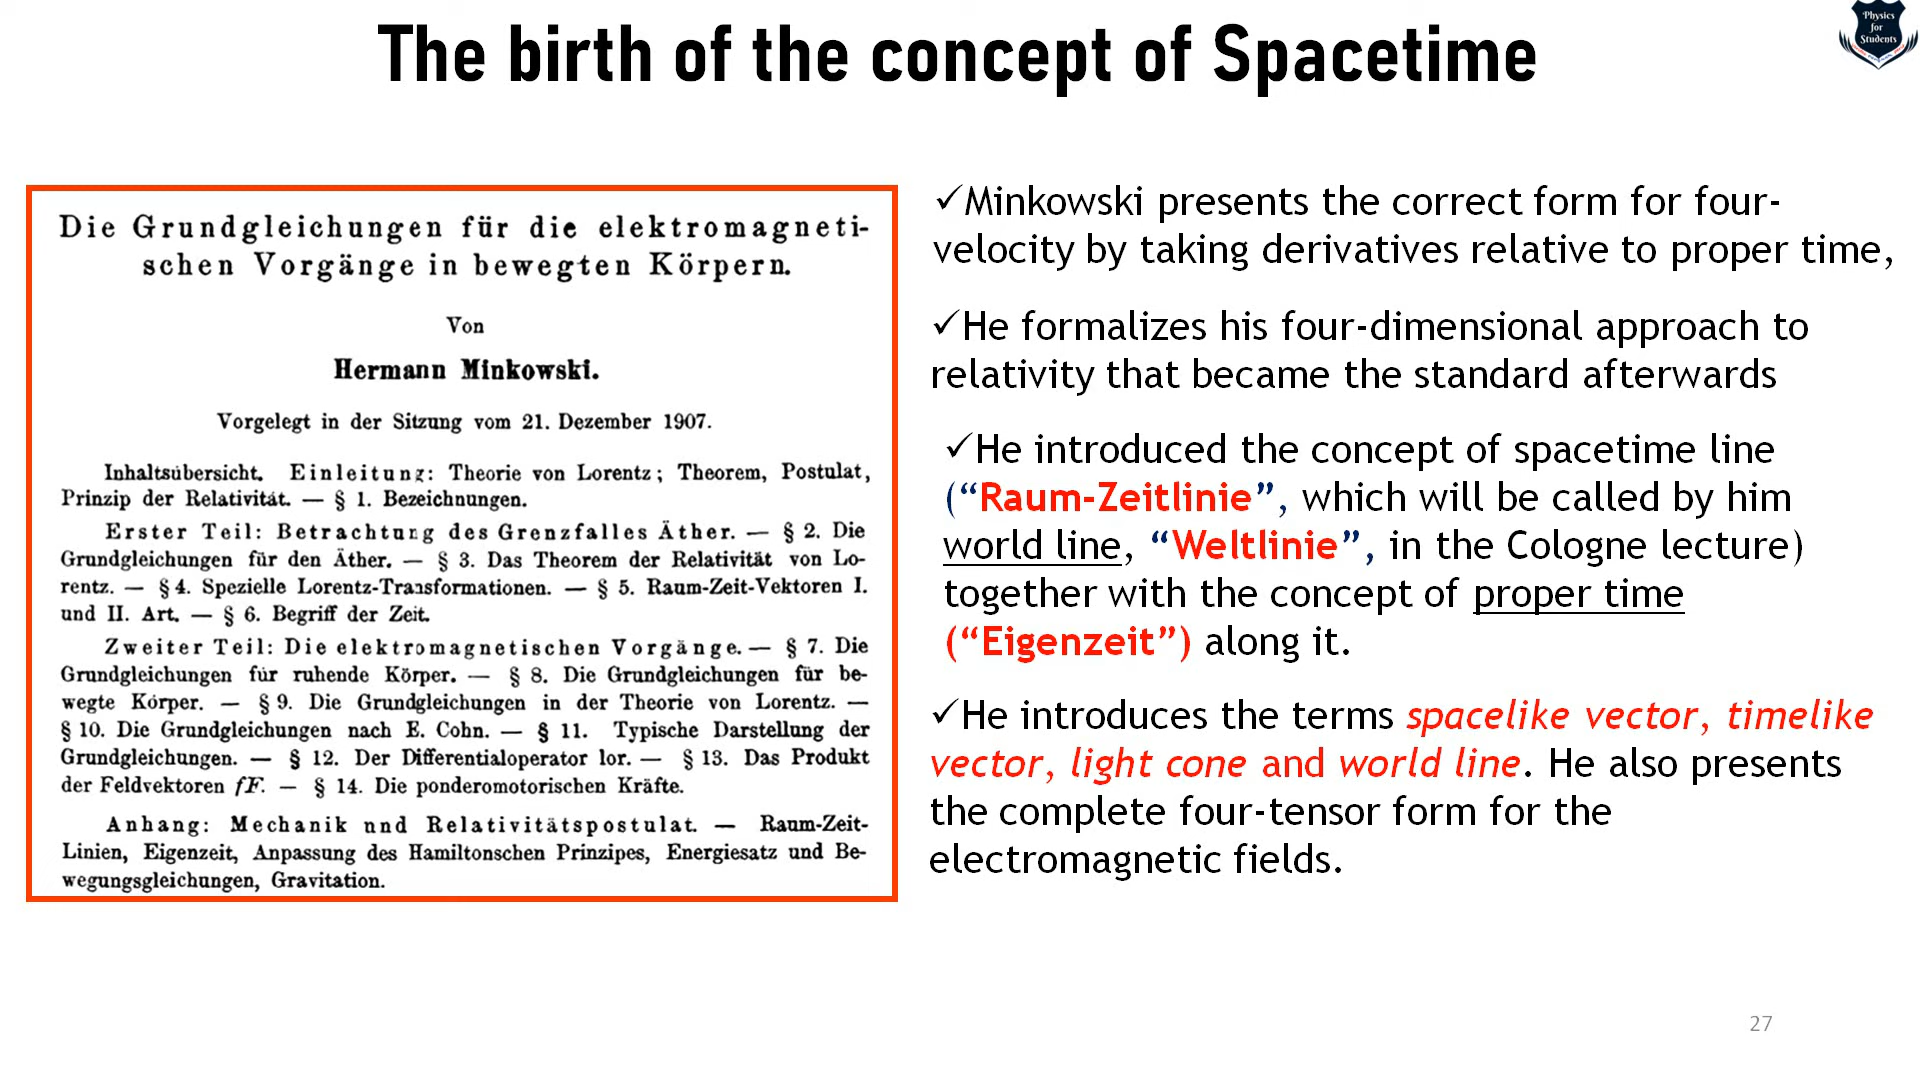 The birth of the concept of Spacetime
Physics
for
Students
Die Grundgleichungen für die elektromagneti-
schen Vorgänge in bewegten Körpern.
Von
Hermann Minkowski.
Vorgelegt in der Sitzung vom 21. Dezember 1907.
Inhaltsübersicht. Einleitung: Theorie von Lorentz; Theorem, Postulat,
Prinzip der Relativität. — § 1. Bezeichnungen.
Erster Teil: Betrachtung des Grenzfalles Äther. — § 2. Die
Grundgleichungen für den Äther. — § 3. Das Theorem der Relativität von Lo-
rentz. — § 4. Spezielle Lorentz-Transformationen. — § 5. Raum-Zeit-Vektoren I.
und II. Art. — § 6. Begriff der Zeit.
Zweiter Teil: Die elektromagnetischen Vorgänge. — § 7. Die
Grundgleichungen für ruhende Körper. — § 8. Die Grundgleichungen für be-
wegte Körper. — § 9. Die Grundgleichungen in der Theorie von Lorentz. —
§ 10. Die Grundgleichungen nach E. Cohn. — § 11. Typische Darstellung der
Grundgleichungen. — § 12. Der Differentialoperator lor. — § 13. Das Produkt
der Feldvektoren fF. — § 14. Die ponderomotorischen Kräfte.
Anhang: Mechanik und Relativitätspostulat. — Raum-Zeit-
Linien, Eigenzeit, Anpassung des Hamiltonschen Prinzipes, Energiesatz und Be-
wegungsgleichungen, Gravitation.
✓Minkowski presents the correct form for four-
velocity by taking derivatives relative to proper time,
✓He formalizes his four-dimensional approach to
relativity that became the standard afterwards
✓He introduced the concept of spacetime line
(“Raum-Zeitlinie”, which will be called by him
world line, “Weltlinie”, in the Cologne lecture)
together with the concept of proper time
(“Eigenzeit”) along it.
✓He introduces the terms spacelike vector, timelike
vector, light cone and world line. He also presents
the complete four-tensor form for the
electromagnetic fields.
27